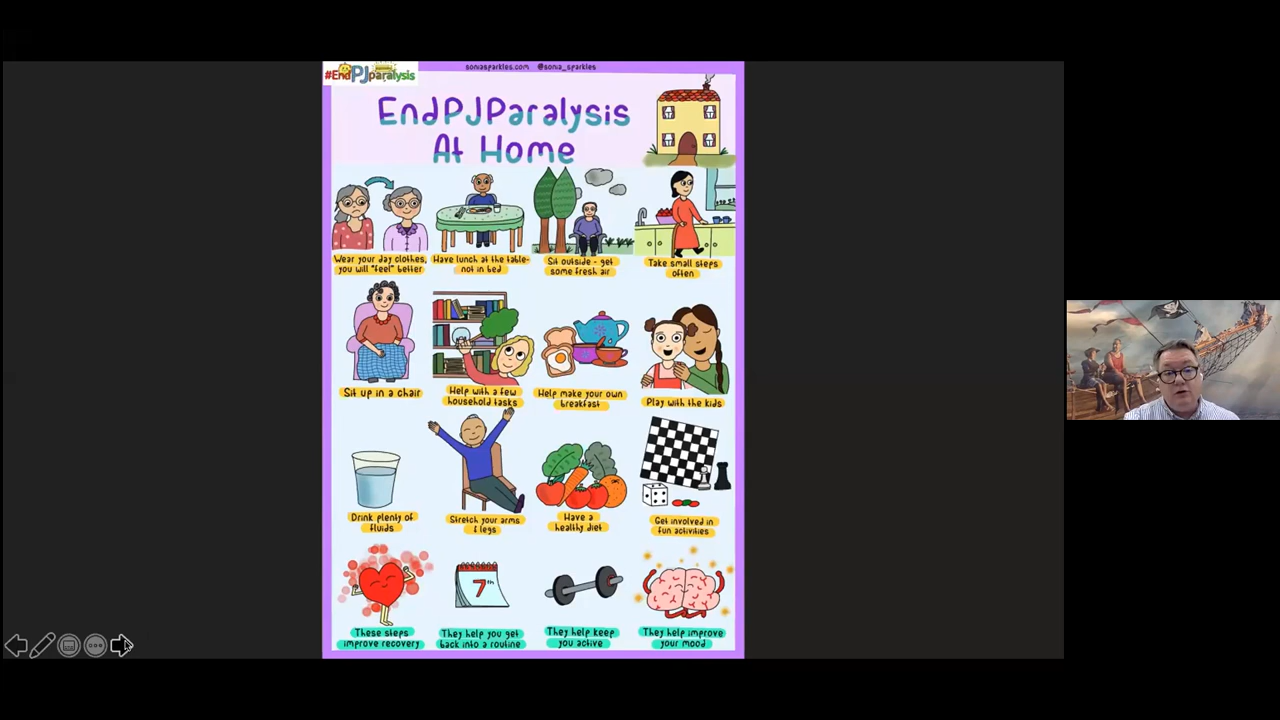 soniasparkles.com @sonia_sparkles
#EndPJparalysis
EndPJParalysis
At Home
Wear your day clothes,
you will "feel" better
Have lunch at the table-
not in bed
Sit outside - get
some fresh air
Take small steps
often
Sit up in a chair
Help with a few
household tasks
Help make your own
breakfast
Play with the kids
Drink plenty of
fluids
Stretch your arms
& legs
Have a
healthy diet
Get involved in
fun activities
7th
These steps
improve recovery
They help you get
back into a routine
They help keep
you active
They help improve
your mood